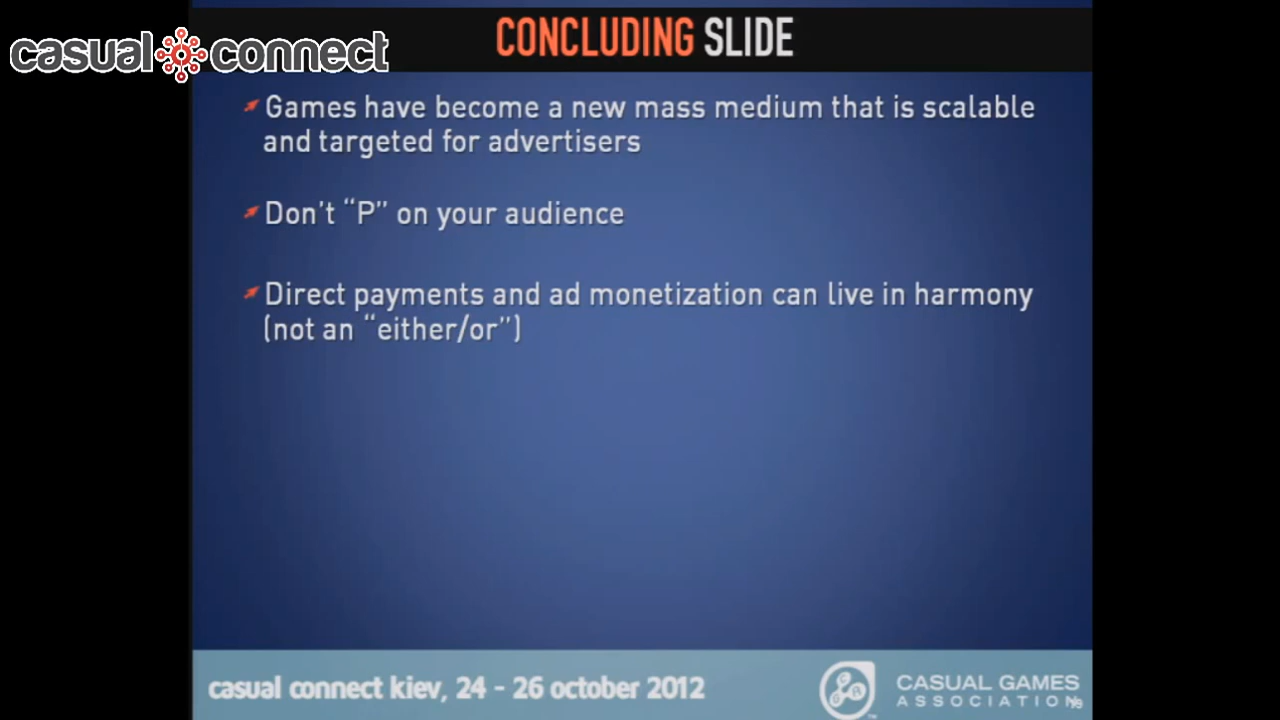 CONCLUDING SLIDE
casual connect
Games have become a new mass medium that is scalable
and targeted for advertisers
Don't “P” on your audience
Direct payments and ad monetization can live in harmony
(not an “either/or”)
casual connect kiev, 24 - 26 october 2012
CASUAL GAMES
ASSOCIATION